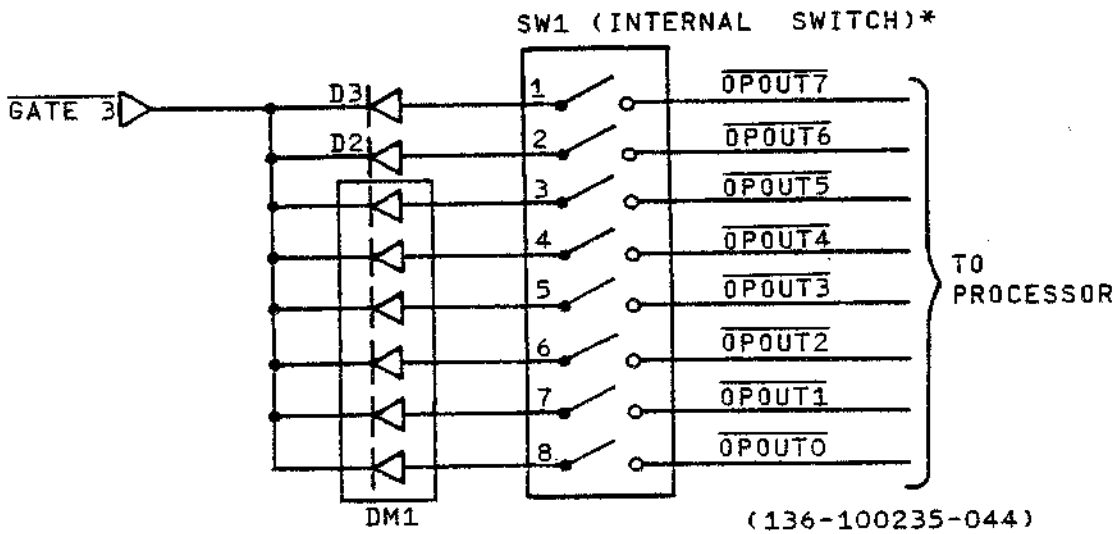 SW1 (INTERNAL SWITCH)*
GATE 3
D3
1
OPOUT7
D2
2
OPOUT6
3
OPOUT5
4
OPOUT4
5
OPOUT3
6
OPOUT2
7
OPOUT1
8
OPOUT0
TO
PROCESSOR
DM1
(136-100235-044)